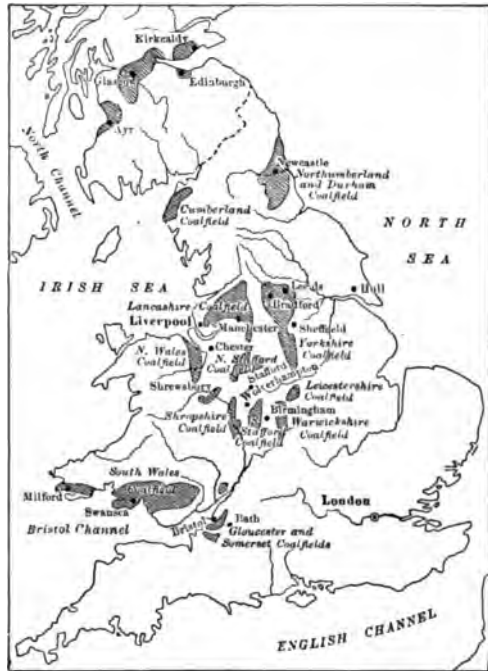 Kirkcaldy
Glasgow
Edinburgh
Ayr
North Channel
Newcastle
Northumberland
and Durham
Coalfield
Cumberland
Coalfield
NORTH
SEA
IRISH SEA
Lancashire Coalfield
Leeds
Bradford
Hull
Liverpool
Manchester
Sheffield
Chester
Yorkshire
Coalfield
N. Wales
Coalfield
N. Stafford
Coalfield
Stafford
Wolverhampton
Shrewsbury
Leicestershire
Coalfield
Shropshire
Coalfield
Birmingham
S. Stafford
Coalfield
Warwickshire
Coalfield
South Wales
Coalfield
Milford
Swansea
London
Bristol Channel
Bristol
Bath
Gloucester and
Somerset Coalfields
ENGLISH CHANNEL